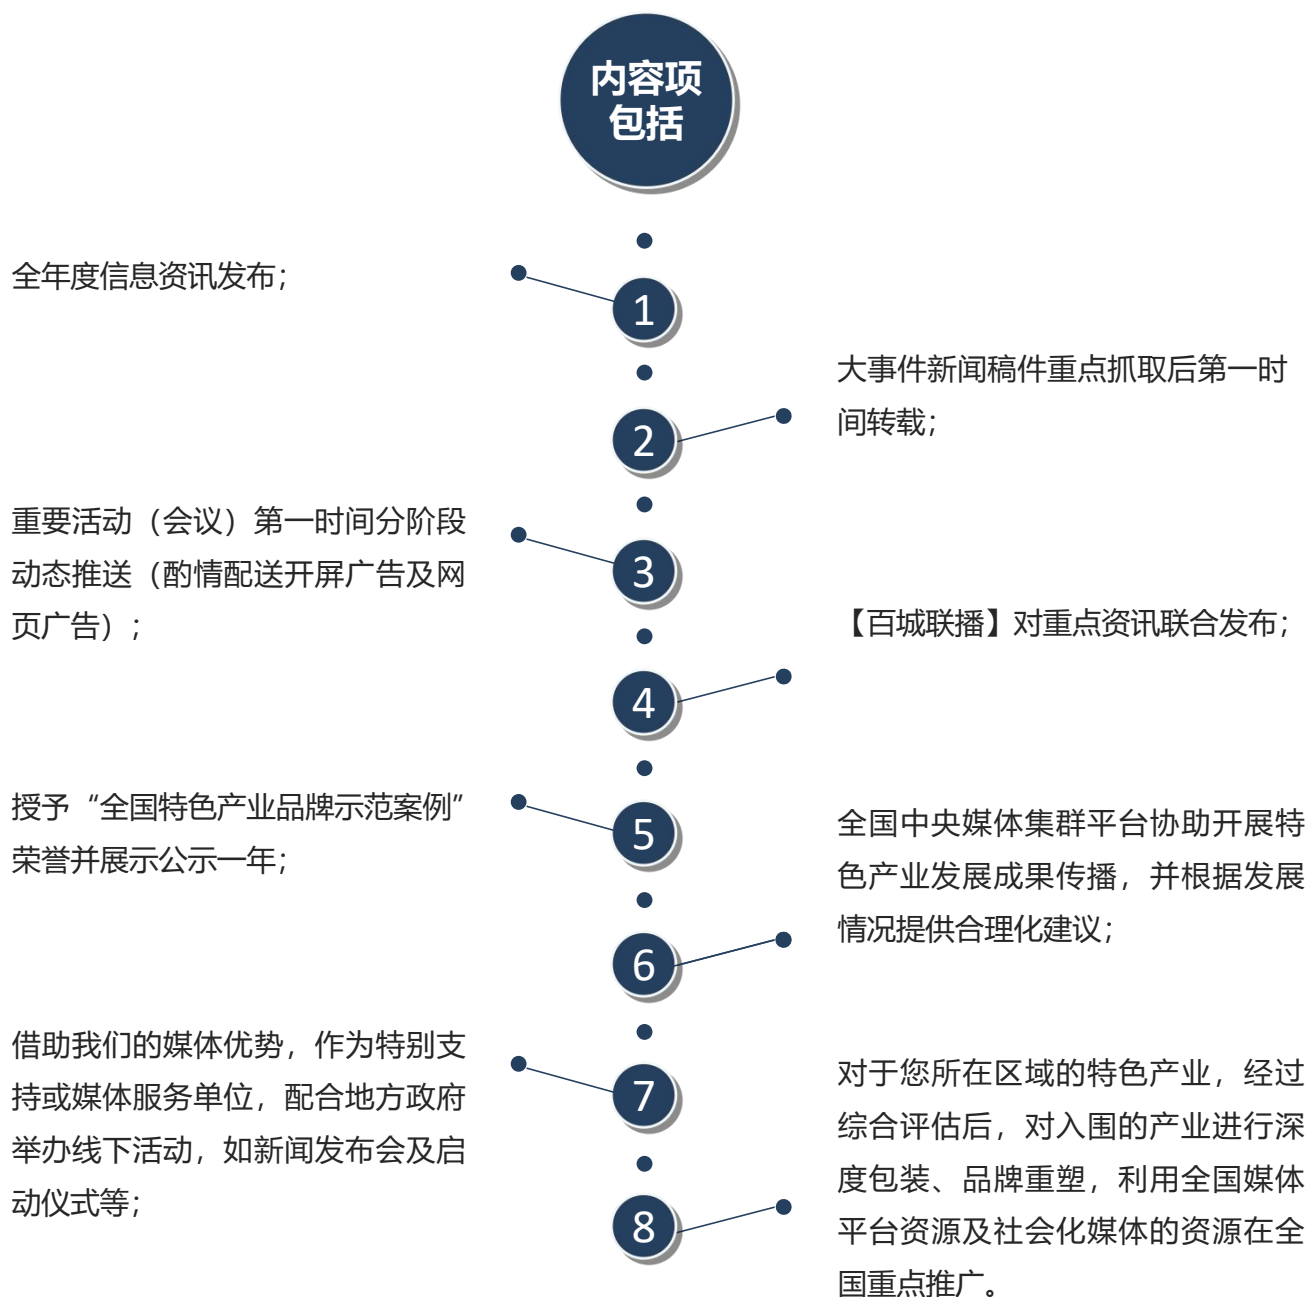 内容项
包括
1
全年度信息资讯发布；
2
大事件新闻稿件重点抓取后第一时
间转载；
3
重要活动（会议）第一时间分阶段
动态推送（酌情配送开屏广告及网
页广告）；
4
【百城联播】对重点资讯联合发布；
5
授予“全国特色产业品牌示范案例”
荣誉并展示公示一年；
6
全国中央媒体集群平台协助开展特
色产业发展成果传播，并根据发展
情况提供合理化建议；
7
借助我们的媒体优势，作为特别支
持或媒体服务单位，配合地方政府
举办线下活动，如新闻发布会及启
动仪式等；
8
对于您所在区域的特色产业，经过
综合评估后，对入围的产业进行深
度包装、品牌重塑，利用全国媒体
平台资源及社会化媒体的资源在全
国重点推广。